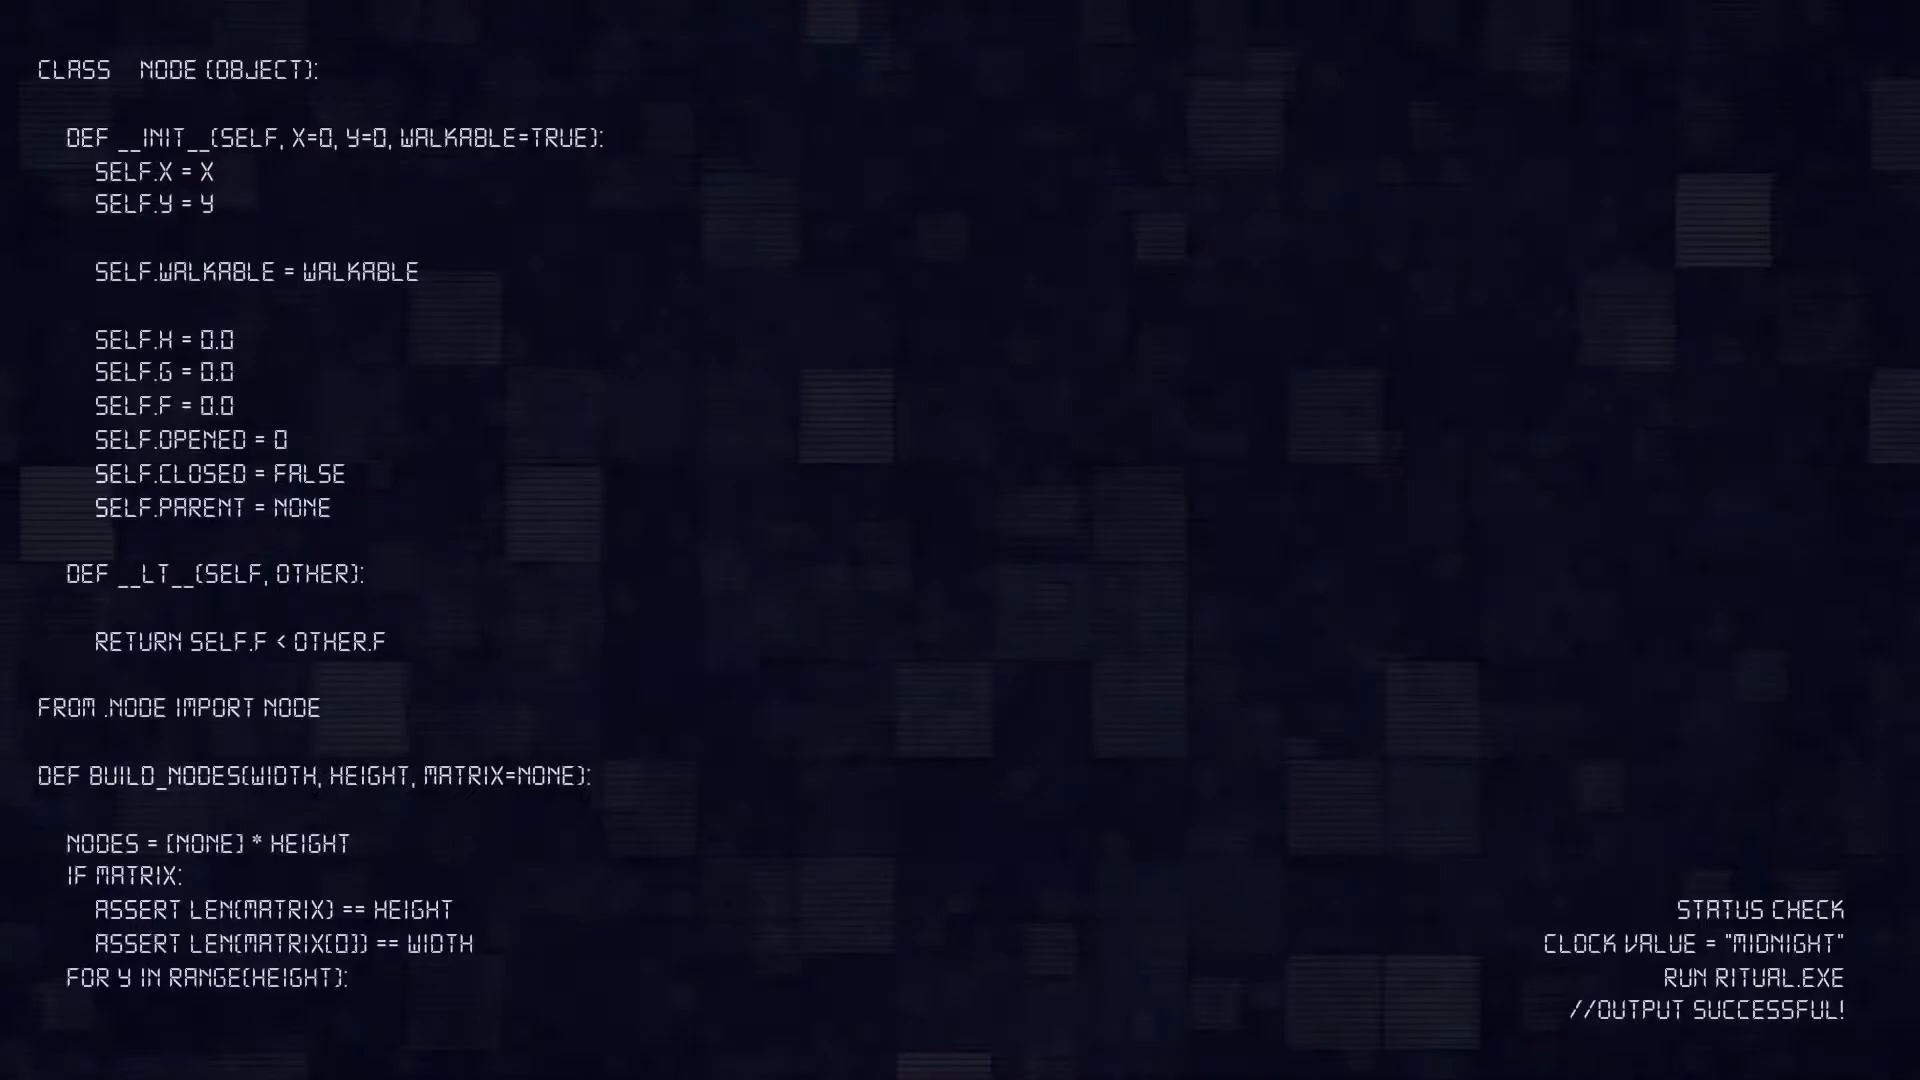 CLASS NODE (OBJECT):
DEF __INIT__(SELF, X=0, Y=0, WALKABLE=TRUE):
SELF.X = X
SELF.Y = Y
SELF.WALKABLE = WALKABLE
SELF.H = 0.0
SELF.G = 0.0
SELF.F = 0.0
SELF.OPENED = 0
SELF.CLOSED = FALSE
SELF.PARENT = NONE
DEF __LT__(SELF, OTHER):
RETURN SELF.F < OTHER.F
FROM .NODE IMPORT NODE
DEF BUILD_NODES(WIDTH, HEIGHT, MATRIX=NONE):
NODES = [NONE] * HEIGHT
IF MATRIX:
ASSERT LEN(MATRIX) == HEIGHT
ASSERT LEN(MATRIX[0]) == WIDTH
FOR Y IN RANGE(HEIGHT):
STATUS CHECK
CLOCK VALUE = "MIDNIGHT"
RUN RITUAL.EXE
//OUTPUT SUCCESSFUL!